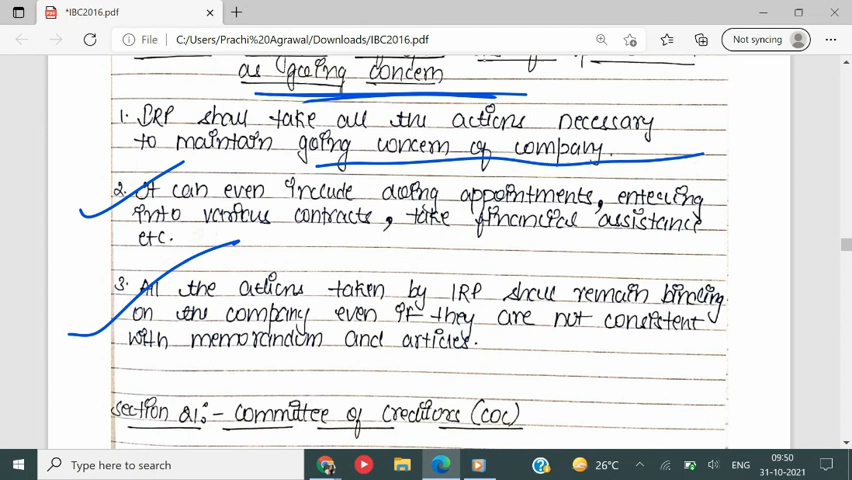 *IBC2016.pdf
File C:/Users/Prachi%20Agrawal/Downloads/IBC2016.pdf
Not syncing
as going concern
1. IRP shall take all the actions necessary
to maintain going concern of company.
2. It can even include doing appointments, entering
into various contracts, take financial assistance
etc.
3. All the actions taken by IRP shall remain binding
on the company even if they are not consistent
with memorandum and articles.
Section 21:- Committee of Creditors (COC)
Type here to search
26°C
ENG
09:50
31-10-2021